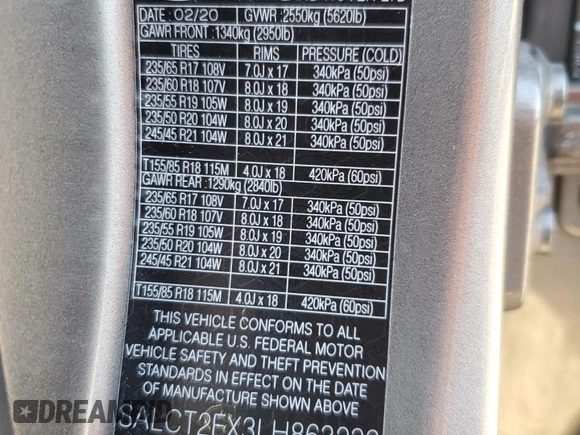 DATE: 02/20 GVWR :2550kg (5620lb)
GAWR FRONT :1340kg (2950lb)
TIRES RIMS PRESSURE (COLD)
235/65 R17 108V 7.0J x 17 340kPa (50psi)
235/60 R18 107V 8.0J x 18 340kPa (50psi)
235/55 R19 105W 8.0J x 19 340kPa (50psi)
235/50 R20 104W 8.0J x 20 340kPa (50psi)
245/45 R21 104W 8.0J x 21 340kPa (50psi)
T155/85 R18 115M 4.0J x 18 420kPa (60psi)
GAWR REAR :1290kg (2840lb)
235/65 R17 108V 7.0J x 17 340kPa (50psi)
235/60 R18 107V 8.0J x 18 340kPa (50psi)
235/55 R19 105W 8.0J x 19 340kPa (50psi)
235/50 R20 104W 8.0J x 20 340kPa (50psi)
245/45 R21 104W 8.0J x 21 340kPa (50psi)
T155/85 R18 115M 4.0J x 18 420kPa (60psi)
THIS VEHICLE CONFORMS TO ALL
APPLICABLE U.S. FEDERAL MOTOR
VEHICLE SAFETY AND THEFT PREVENTION
STANDARDS IN EFFECT ON THE DATE
OF MANUFACTURE SHOWN ABOVE